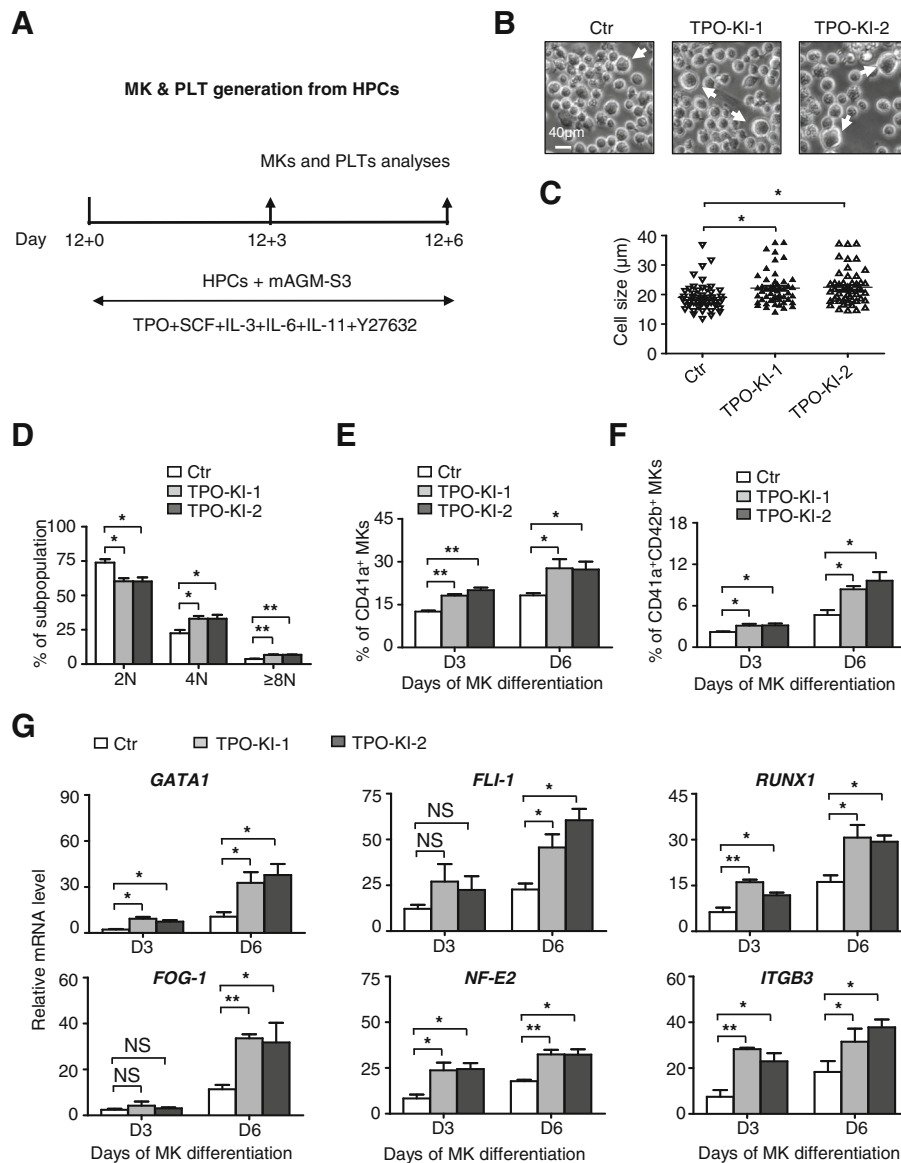 A
MK & PLT generation from HPCs
MKs and PLTs analyses
Day
12+0
12+3
12+6
HPCs + mAGM-S3
TPO+SCF+IL-3+IL-6+IL-11+Y27632
B
Ctr
TPO-KI-1
TPO-KI-2
40μm
C
*
*
Cell size (μm)
40
30
20
10
0
Ctr
TPO-KI-1
TPO-KI-2
D
Ctr
TPO-KI-1
TPO-KI-2
% of subpopulation
100
75
50
25
0
*
*
*
*
**
**
2N
4N
≥8N
E
Ctr
TPO-KI-1
TPO-KI-2
% of CD41a⁺ MKs
45
30
15
0
**
**
*
*
D3
D6
Days of MK differentiation
F
Ctr
TPO-KI-1
TPO-KI-2
% of CD41a⁺CD42b⁺ MKs
18
12
6
0
*
*
*
*
D3
D6
Days of MK differentiation
G
Ctr
TPO-KI-1
TPO-KI-2
Relative mRNA level
GATA1
90
60
30
0
*
*
*
*
D3
D6
FLI-1
75
50
25
0
NS
NS
*
*
D3
D6
RUNX1
45
30
15
0
*
**
*
*
D3
D6
FOG-1
60
40
20
0
NS
NS
*
**
D3
D6
Days of MK differentiation
NF-E2
75
50
25
0
*
*
*
**
D3
D6
Days of MK differentiation
ITGB3
60
40
20
0
*
**
*
*
D3
D6
Days of MK differentiation